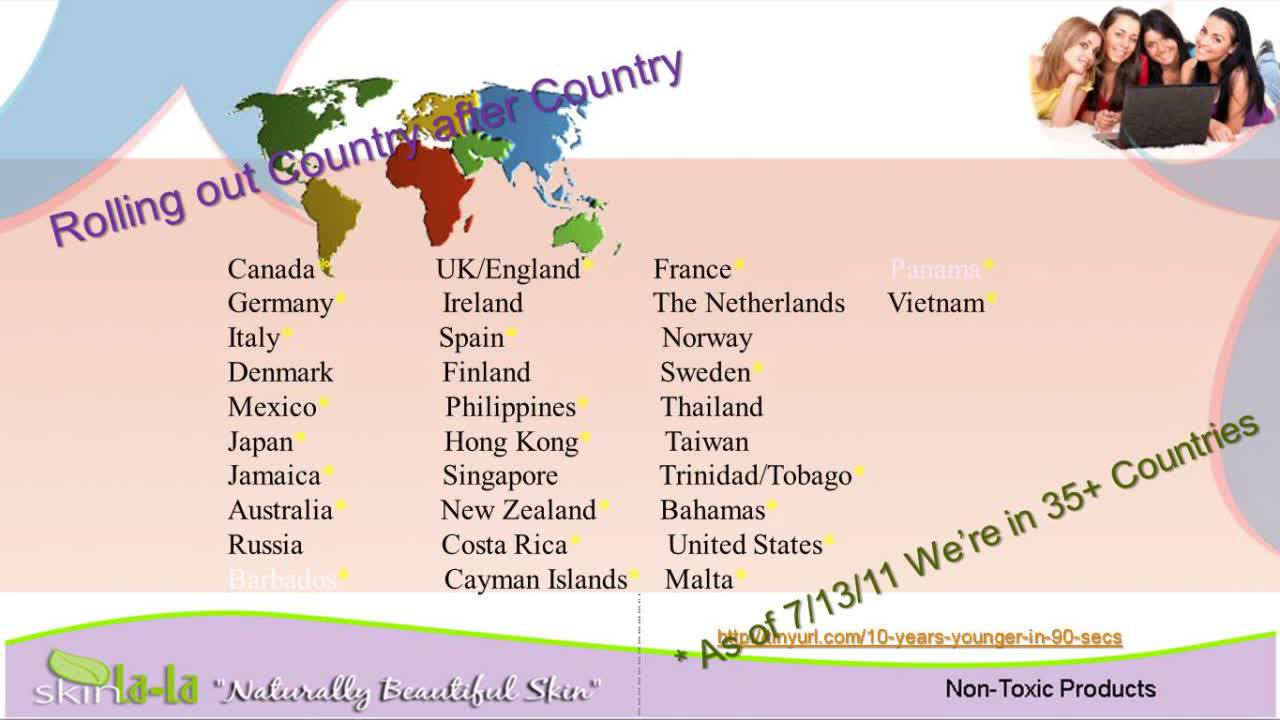 Rolling out Country after Country
Canada* UK/England* France* Panama*
Germany* Ireland The Netherlands Vietnam*
Italy* Spain* Norway
Denmark Finland Sweden*
Mexico* Philippines* Thailand
Japan* Hong Kong* Taiwan
Jamaica* Singapore Trinidad/Tobago*
Australia* New Zealand* Bahamas*
Russia Costa Rica* United States*
Barbados* Cayman Islands* Malta*
* As of 7/13/11 We're in 35+ Countries
http://tinyurl.com/10-years-younger-in-90-secs
skinla-la "Naturally Beautiful Skin"
Non-Toxic Products